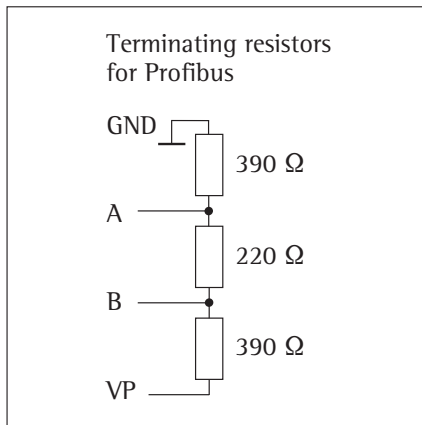 Terminating resistors
for Profibus
GND
390 Ω
A
220 Ω
B
390 Ω
VP